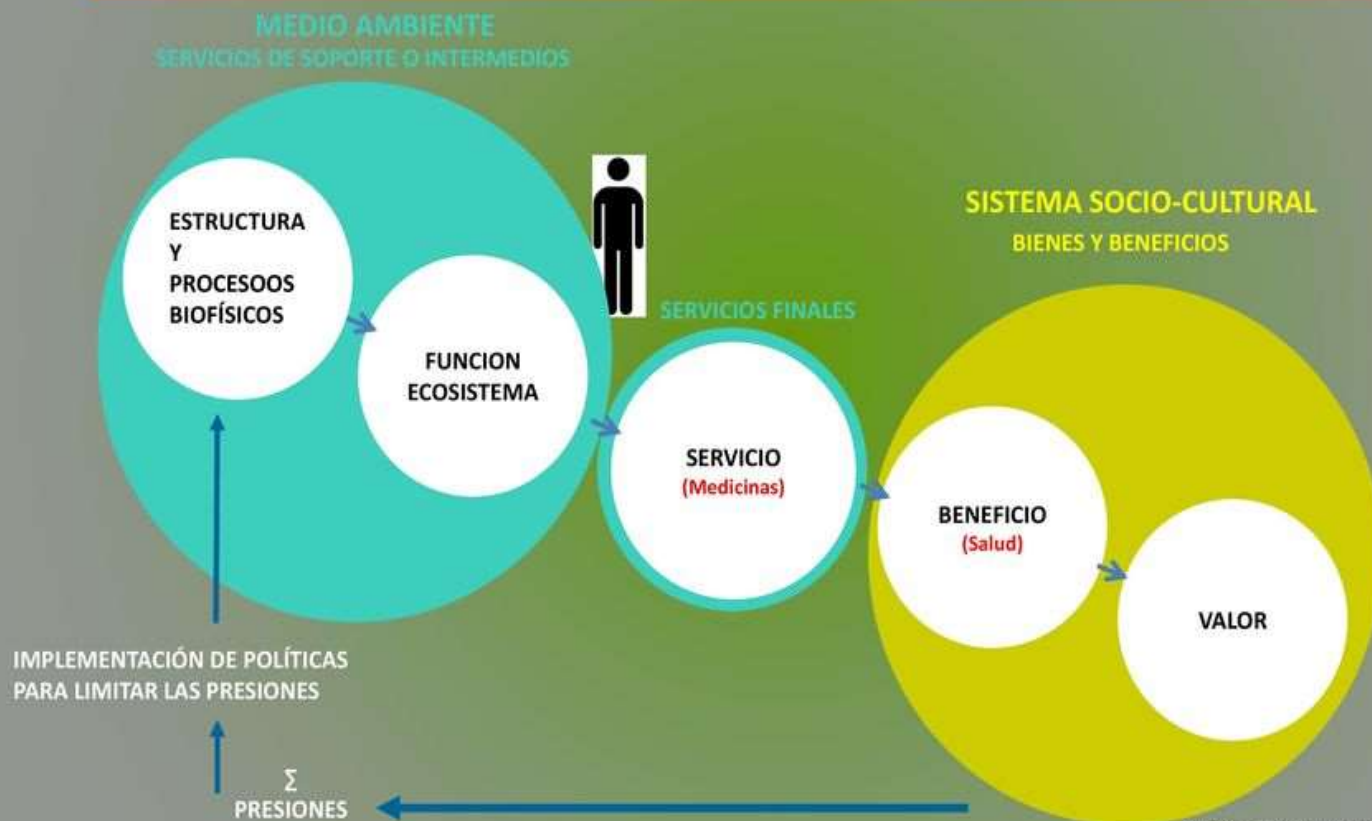 MEDIO AMBIENTE
SERVICIOS DE SOPORTE O INTERMEDIOS
ESTRUCTURA
Y
PROCESOOS
BIOFÍSICOS
FUNCION
ECOSISTEMA
SERVICIOS FINALES
SERVICIO
(Medicinas)
SISTEMA SOCIO-CULTURAL
BIENES Y BENEFICIOS
BENEFICIO
(Salud)
VALOR
IMPLEMENTACIÓN DE POLÍTICAS
PARA LIMITAR LAS PRESIONES
Σ
PRESIONES